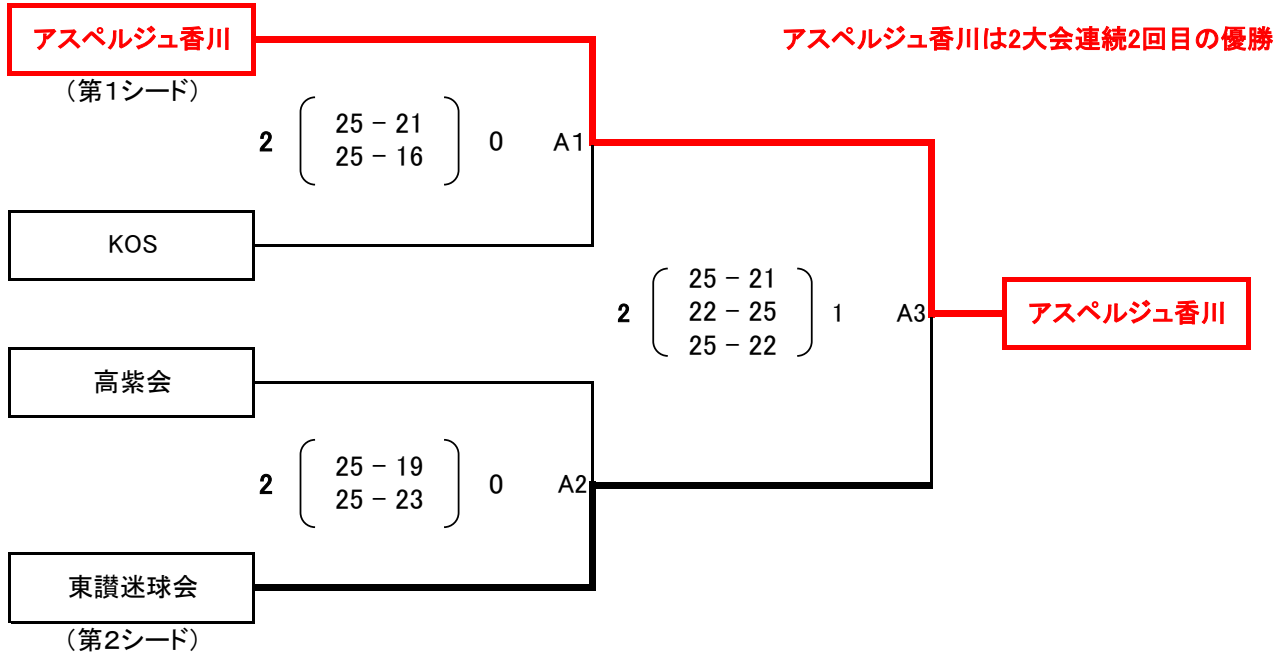 アスペルジュ香川
アスペルジュ香川は2大会連続2回目の優勝
（第１シード）
2 25 － 21 0 A１
25 － 16
KOS
25 － 21
2 22 － 25 1 A3 アスペルジュ香川
25 － 22
高紫会
2 25 － 19 0 A2
25 － 23
東讃迷球会
（第２シード）